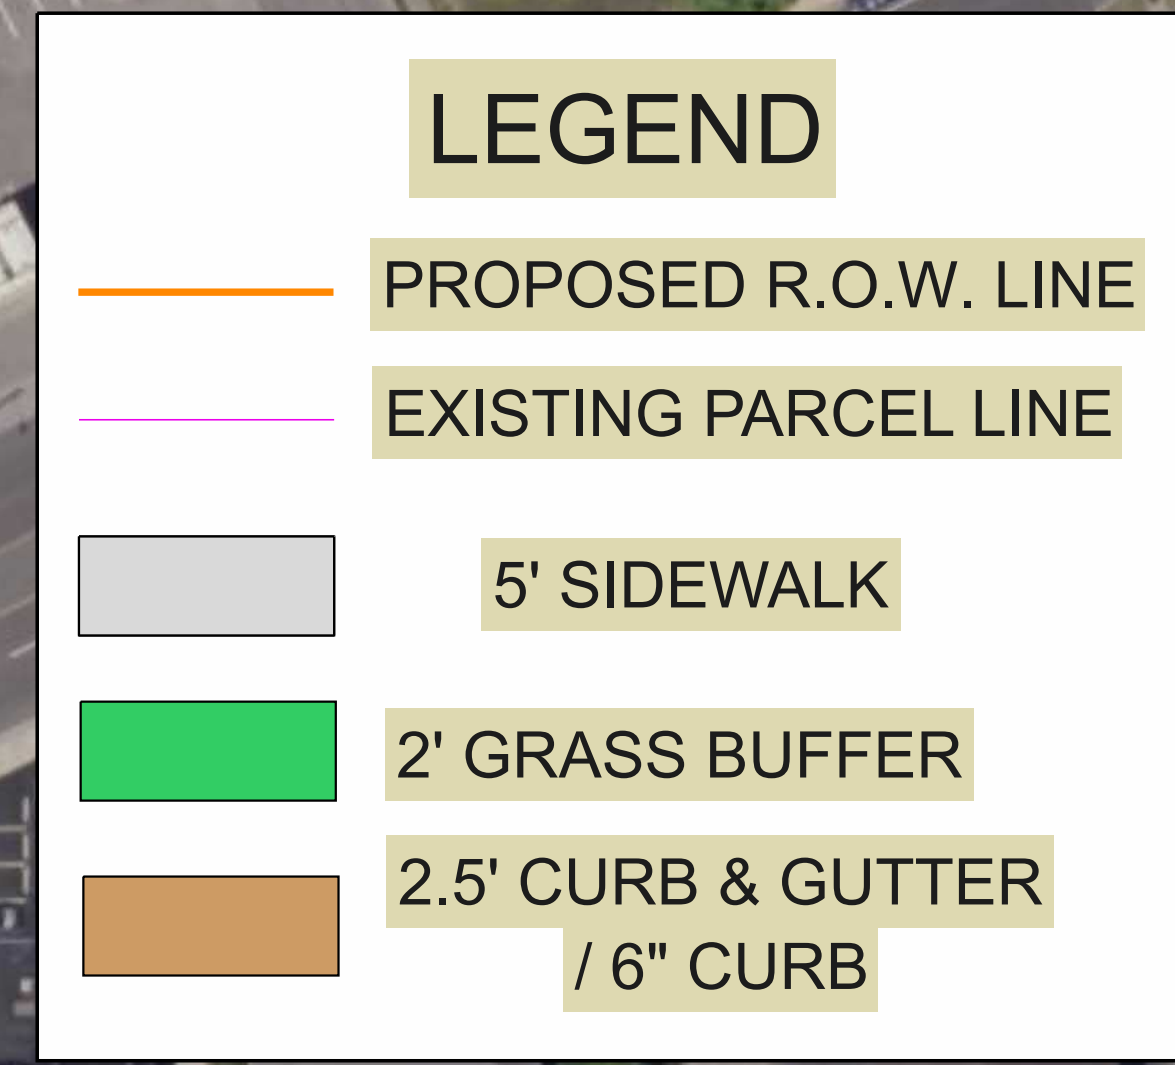 LEGEND
PROPOSED R.O.W. LINE
EXISTING PARCEL LINE
5' SIDEWALK
2' GRASS BUFFER
2.5' CURB & GUTTER
/ 6" CURB